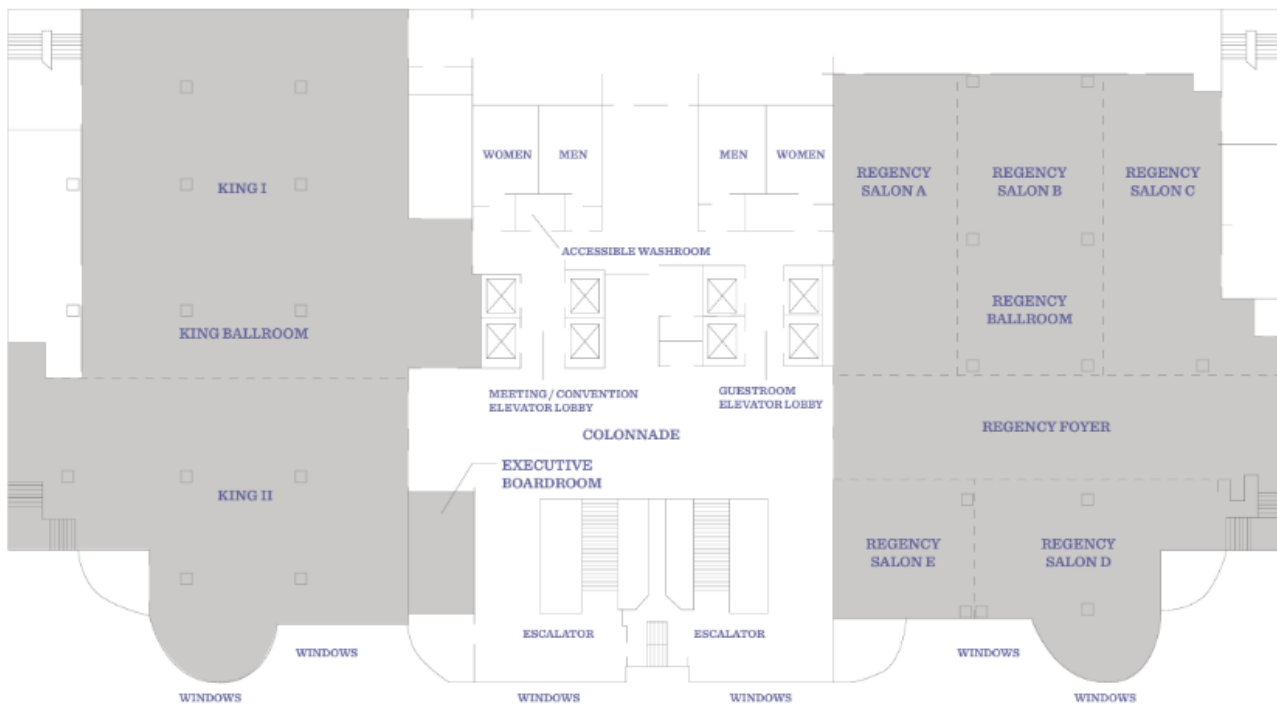 WOMEN
MEN
MEN
WOMEN
KING I
REGENCY
SALON A
REGENCY
SALON B
REGENCY
SALON C
ACCESSIBLE WASHROOM
KING BALLROOM
REGENCY
BALLROOM
MEETING / CONVENTION
ELEVATOR LOBBY
GUESTROOM
ELEVATOR LOBBY
COLONNADE
REGENCY FOYER
EXECUTIVE
BOARDROOM
KING II
REGENCY
SALON E
REGENCY
SALON D
ESCALATOR
ESCALATOR
WINDOWS
WINDOWS
WINDOWS
WINDOWS
WINDOWS
WINDOWS